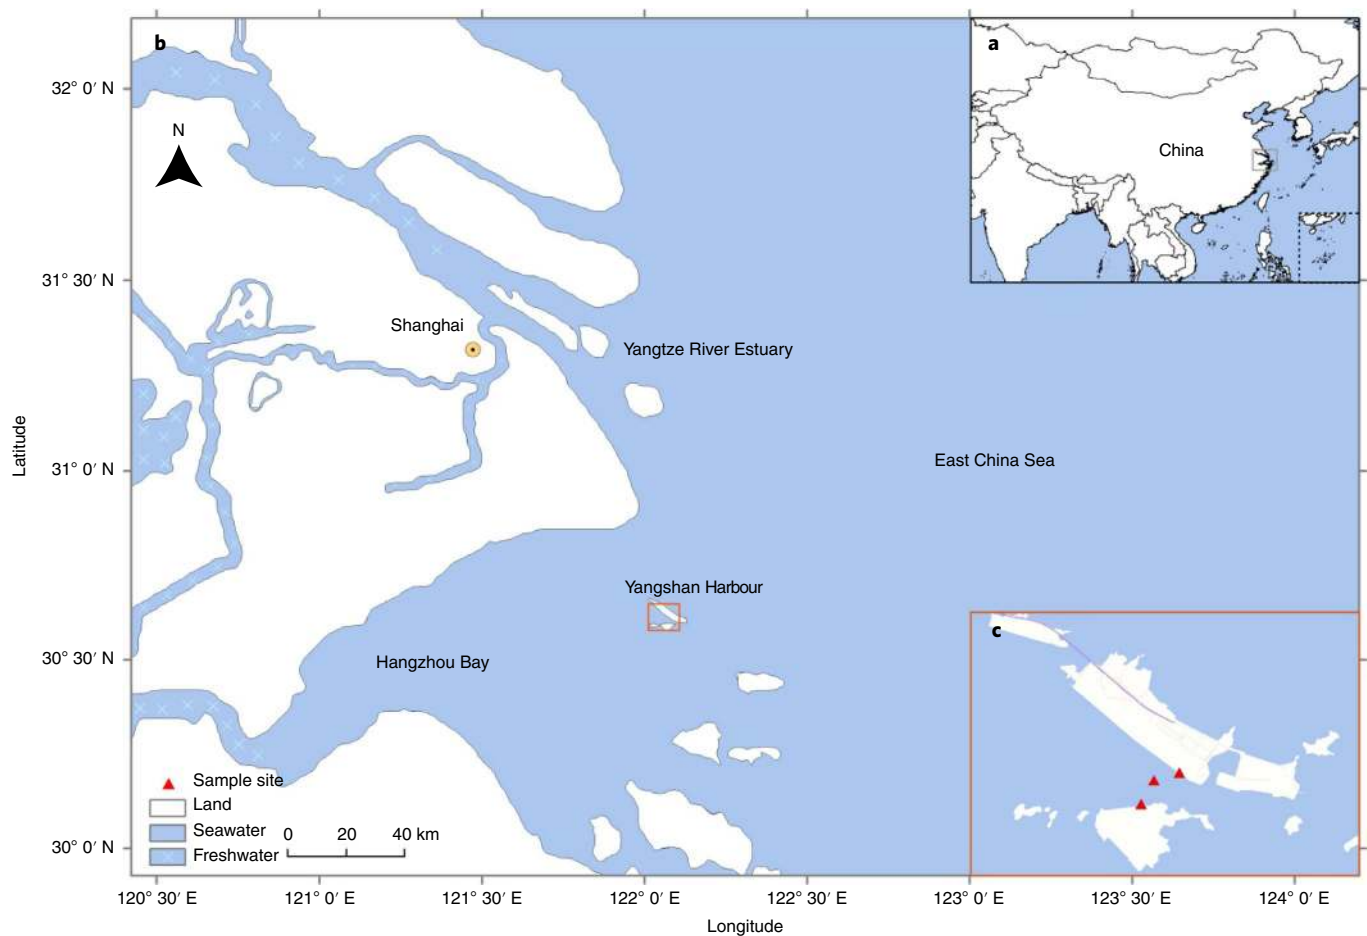 b
a
32° 0′ N
N
China
31° 30′ N
Shanghai
Yangtze River Estuary
Latitude
31° 0′ N
East China Sea
Yangshan Harbour
c
30° 30′ N
Hangzhou Bay
Sample site
Land
Seawater
Freshwater
0 20 40 km
30° 0′ N
120° 30′ E 121° 0′ E 121° 30′ E 122° 0′ E 122° 30′ E 123° 0′ E 123° 30′ E 124° 0′ E
Longitude